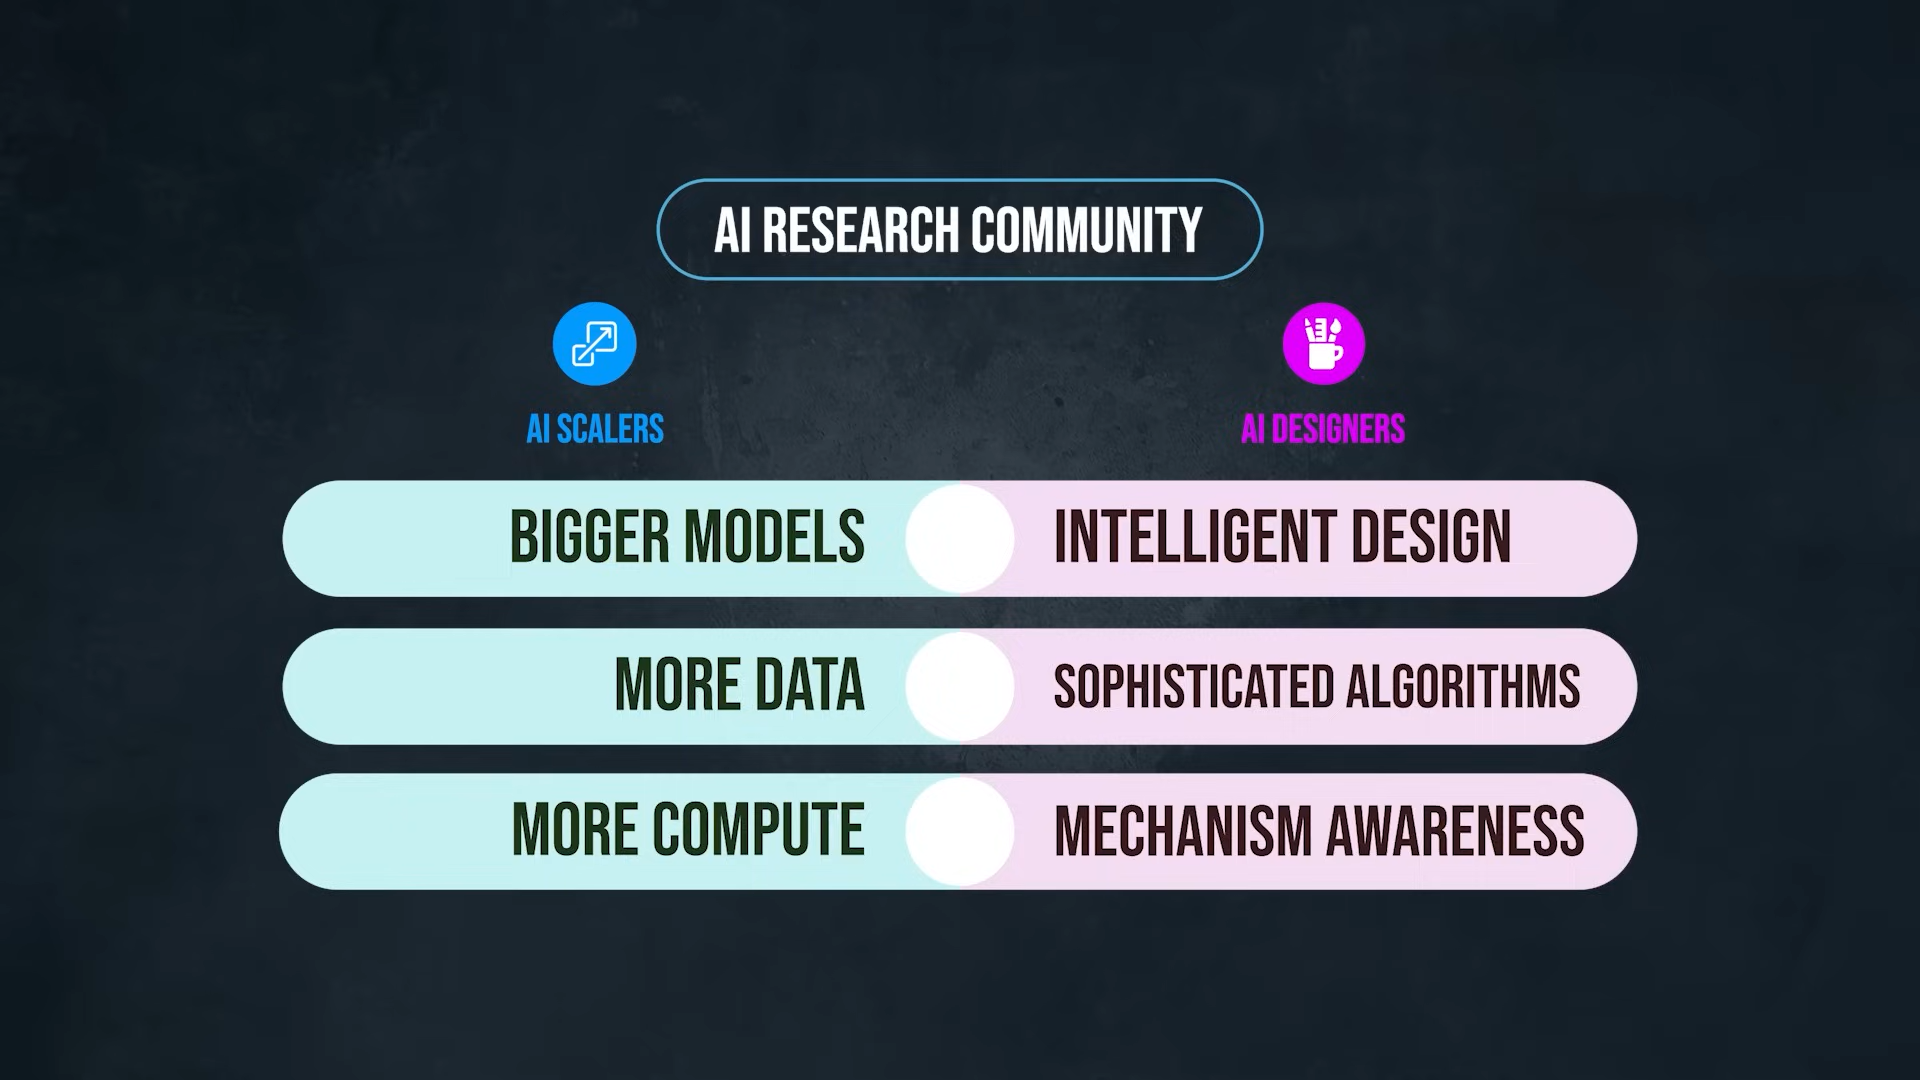 AI RESEARCH COMMUNITY
AI SCALERS
AI DESIGNERS
BIGGER MODELS
INTELLIGENT DESIGN
MORE DATA
SOPHISTICATED ALGORITHMS
MORE COMPUTE
MECHANISM AWARENESS